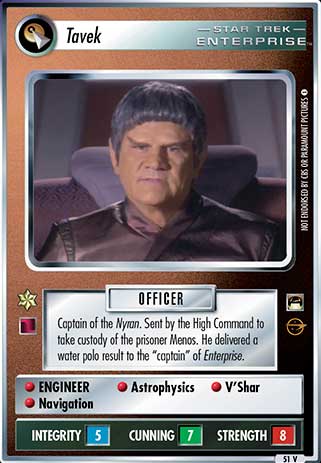 Tavek
STAR TREK
ENTERPRISE™
NOT ENDORSED BY CBS OR PARAMOUNT PICTURES
OFFICER
Captain of the Nyran. Sent by the High Command to
take custody of the prisoner Menos. He delivered a
water polo result to the "captain" of Enterprise.
ENGINEER
Astrophysics
V'Shar
Navigation
INTEGRITY 5
CUNNING 7
STRENGTH 8
51 V